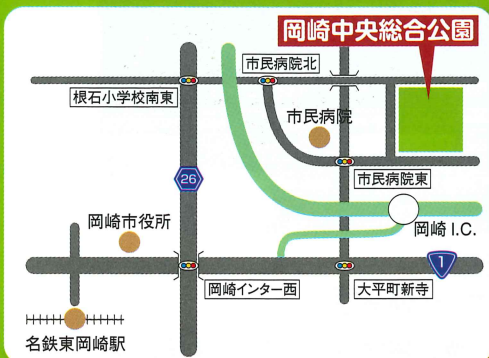 岡崎中央総合公園
市民病院北
根石小学校南東
市民病院
市民病院東
26
岡崎市役所
岡崎 I.C.
1
岡崎インター西
大平町新寺
名鉄東岡崎駅